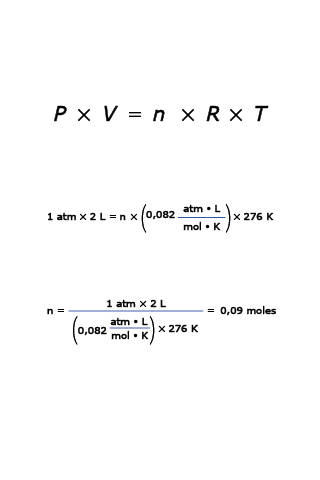 P × V = n × R × T
1 atm × 2 L = n × (0,082 atm • L / mol • K) × 276 K
n = 1 atm × 2 L / (0,082 atm • L / mol • K) × 276 K = 0,09 moles